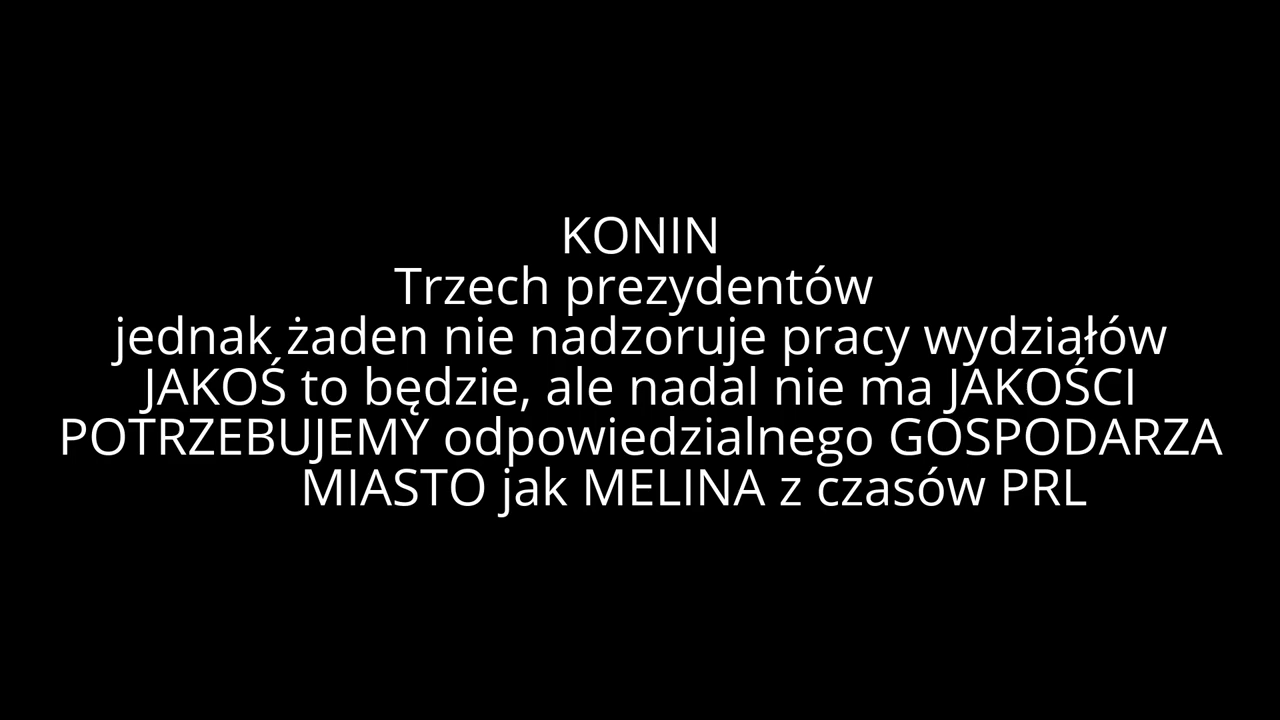 KONIN
Trzech prezydentów
jednak żaden nie nadzoruje pracy wydziałów
JAKOŚ to będzie, ale nadal nie ma JAKOŚCI
POTRZEBUJEMY odpowiedzialnego GOSPODARZA
MIASTO jak MELINA z czasów PRL